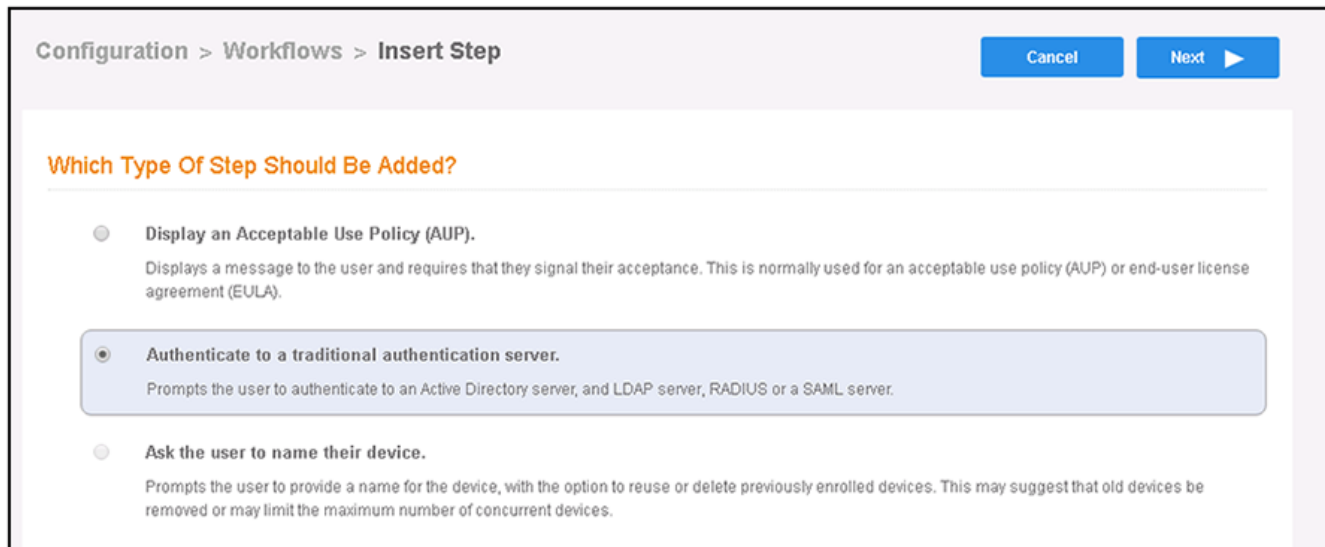 Configuration > Workflows > Insert Step
Cancel
Next
Which Type Of Step Should Be Added?
Display an Acceptable Use Policy (AUP).
Displays a message to the user and requires that they signal their acceptance. This is normally used for an acceptable use policy (AUP) or end-user license
agreement (EULA).
Authenticate to a traditional authentication server.
Prompts the user to authenticate to an Active Directory server, and LDAP server, RADIUS or a SAML server.
Ask the user to name their device.
Prompts the user to provide a name for the device, with the option to reuse or delete previously enrolled devices. This may suggest that old devices be
removed or may limit the maximum number of concurrent devices.